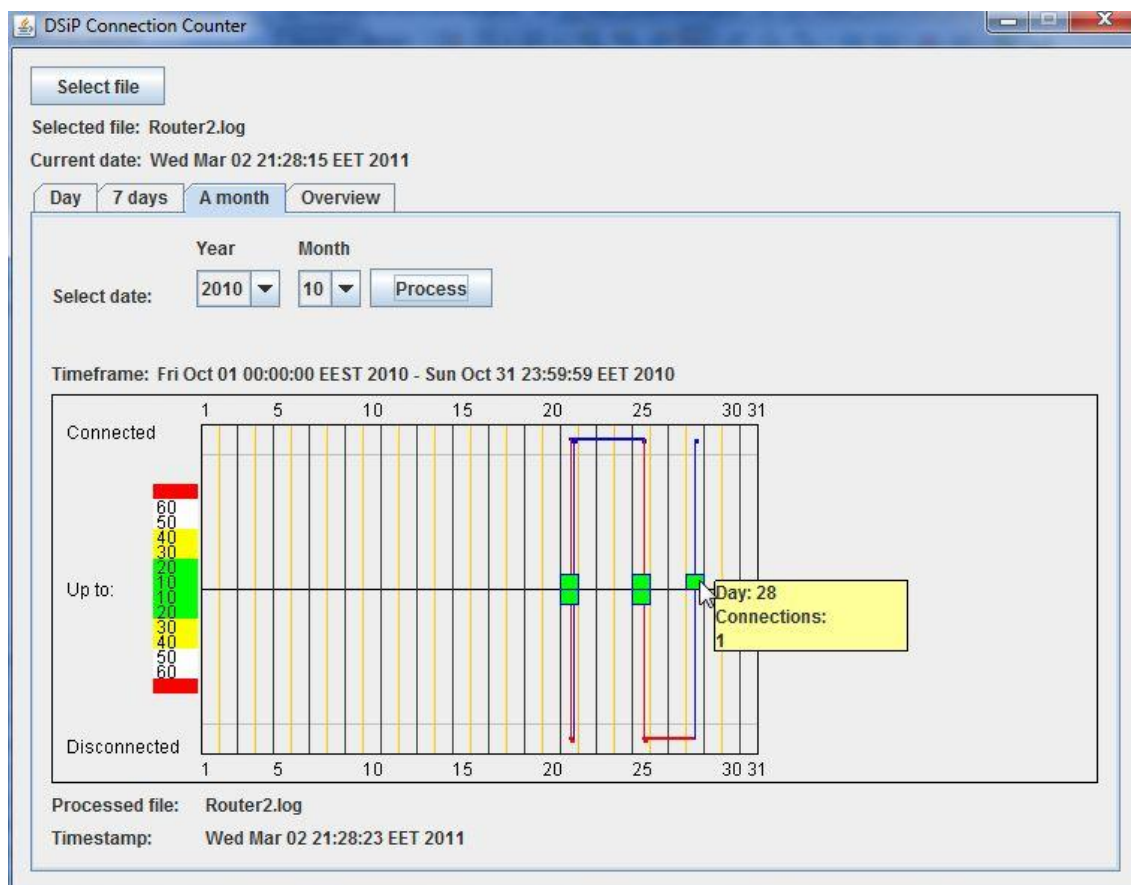 DSiP Connection Counter
Select file
Selected file: Router2.log
Current date: Wed Mar 02 21:28:15 EET 2011
Day 7 days A month Overview
Year Month
Select date: 2010 10 Process
Timeframe: Fri Oct 01 00:00:00 EEST 2010 - Sun Oct 31 23:59:59 EET 2010
1 5 10 15 20 25 30 31
Connected
60
50
40
30
20
10
Up to:
10
20
30
40
50
60
Day: 28
Connections:
1
Disconnected
1 5 10 15 20 25 30 31
Processed file: Router2.log
Timestamp: Wed Mar 02 21:28:23 EET 2011